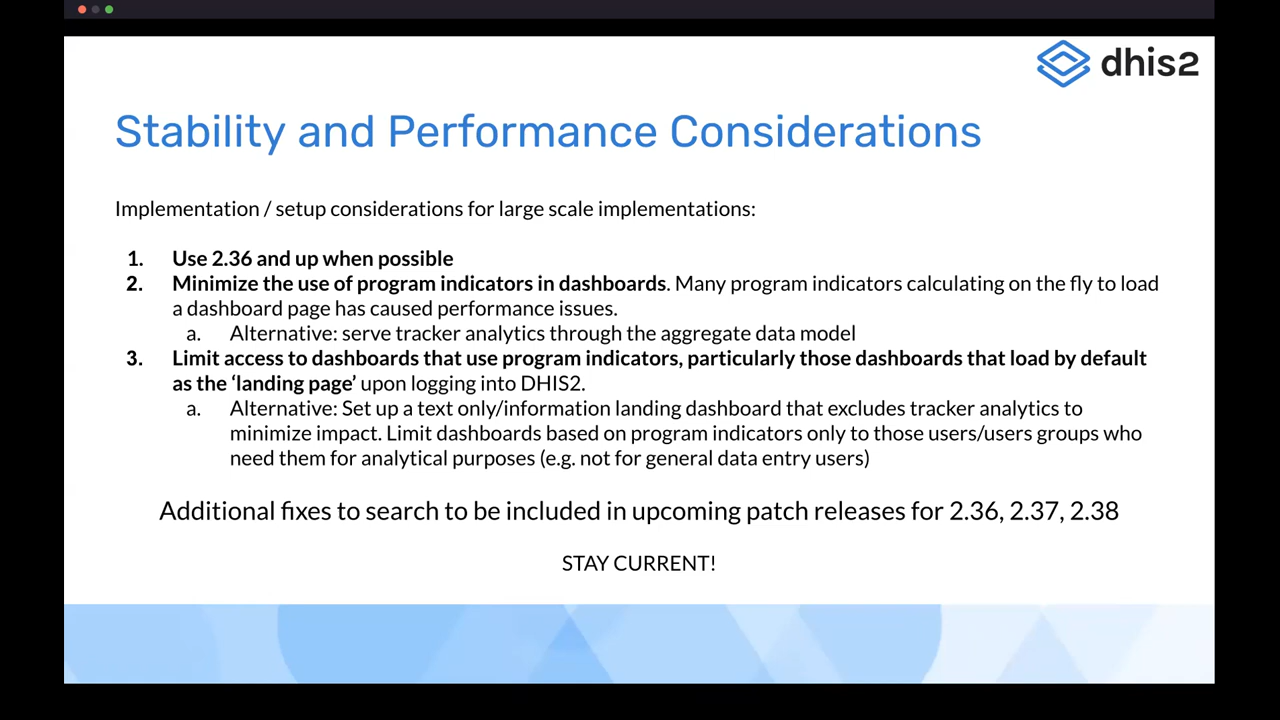 dhis2
Stability and Performance Considerations
Implementation / setup considerations for large scale implementations:
1. Use 2.36 and up when possible
2. Minimize the use of program indicators in dashboards. Many program indicators calculating on the fly to load
a dashboard page has caused performance issues.
a. Alternative: serve tracker analytics through the aggregate data model
3. Limit access to dashboards that use program indicators, particularly those dashboards that load by default
as the ‘landing page’ upon logging into DHIS2.
a. Alternative: Set up a text only/information landing dashboard that excludes tracker analytics to
minimize impact. Limit dashboards based on program indicators only to those users/users groups who
need them for analytical purposes (e.g. not for general data entry users)
Additional fixes to search to be included in upcoming patch releases for 2.36, 2.37, 2.38
STAY CURRENT!